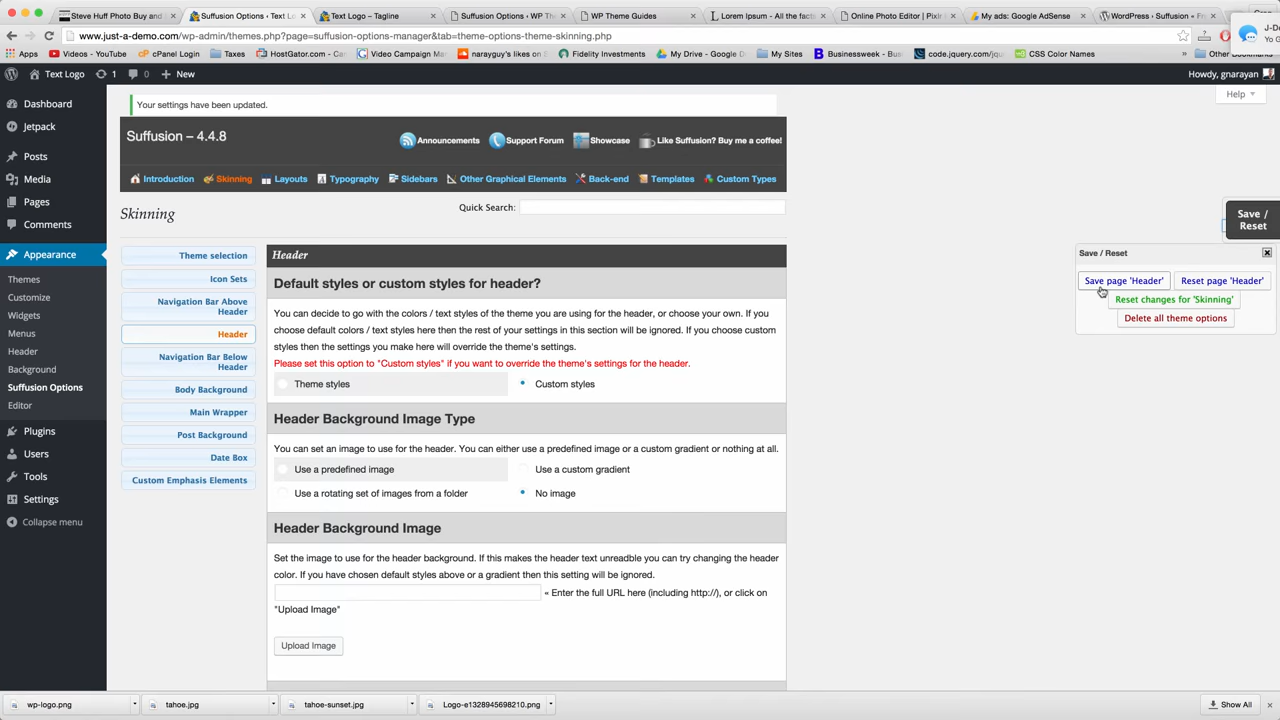 Steve Huff Photo Buy and
Suffusion Options ‹ Text L
Text Logo – Tagline
Suffusion Options ‹ WP T
WP Theme Guides
Lorem Ipsum - All the facts
Online Photo Editor | Pixlr
My ads: Google AdSense
WordPress › Suffusion « Fr
www.just-a-demo.com/wp-admin/themes.php?page=suffusion-options-manager&tab=theme-options-theme-skinning.php
J-D
Yo G
Apps
Videos - YouTube
cPanel Login
Text Images
HostGator.com
Video Campaign Man
narayguy's likes on S
Fidelity Investments
My Drive - Google D
My Sites
Businessweek - Busi
code.jquery.com/jqu
CSS Color Names
»
Other Bookmarks
Text Logo
1
0
New
Howdy, gnarayan
Help
Dashboard
Jetpack
Posts
Media
Pages
Comments
Appearance
Themes
Customize
Widgets
Menus
Header
Background
Suffusion Options
Editor
Plugins
Users
Tools
Settings
Collapse menu
Your settings have been updated.
Suffusion – 4.4.8
Announcements
Support Forum
Showcase
Like Suffusion? Buy me a coffee!
Introduction
Skinning
Layouts
Typography
Sidebars
Other Graphical Elements
Back-end
Templates
Custom Types
Skinning
Quick Search:
Theme selection
Icon Sets
Navigation Bar Above
Header
Header
Navigation Bar Below
Header
Body Background
Main Wrapper
Post Background
Date Box
Custom Emphasis Elements
Header
Default styles or custom styles for header?
You can decide to go with the colors / text styles of the theme you are using for the header, or choose your own. If you
choose default colors / text styles here then the rest of your settings in this section will be ignored. If you choose custom
styles then the settings you make here will override the theme's settings.
Please set this option to "Custom styles" if you want to override the theme's settings for the header.
Theme styles
Custom styles
Header Background Image Type
You can set an image to use for the header. You can either use a predefined image or a custom gradient or nothing at all.
Use a predefined image
Use a custom gradient
Use a rotating set of images from a folder
No image
Header Background Image
Set the image to use for the header background. If this makes the header text unreadble you can try changing the header
color. If you have chosen default styles above or a gradient then this setting will be ignored.
« Enter the full URL here (including http://), or click on
"Upload Image"
Upload Image
Save /
Reset
Save / Reset
Save page 'Header'
Reset page 'Header'
Reset changes for 'Skinning'
Delete all theme options
wp-logo.png
tahoe.jpg
tahoe-sunset.jpg
Logo-e1328945698210.png
Show All